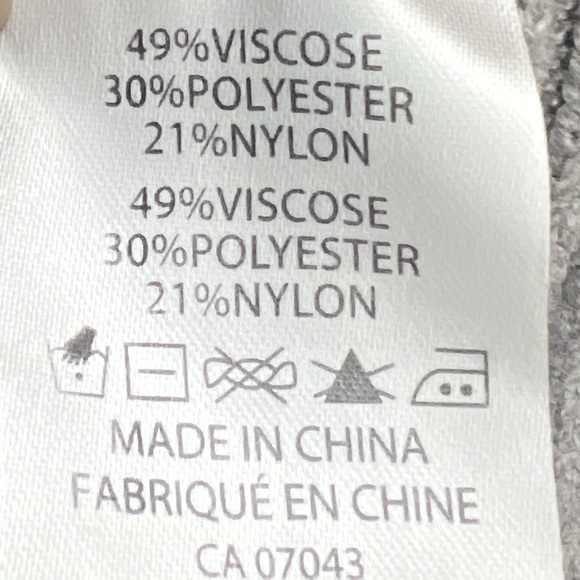 49%VISCOSE
30%POLYESTER
21%NYLON
49%VISCOSE
30%POLYESTER
21%NYLON
MADE IN CHINA
FABRIQUÉ EN CHINE
CA 07043